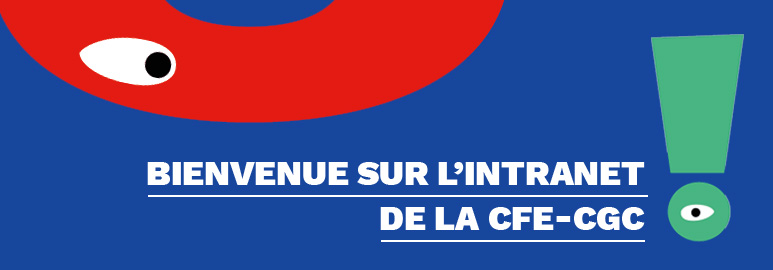 BIENVENUE SUR L’INTRANET
DE LA CFE-CGC